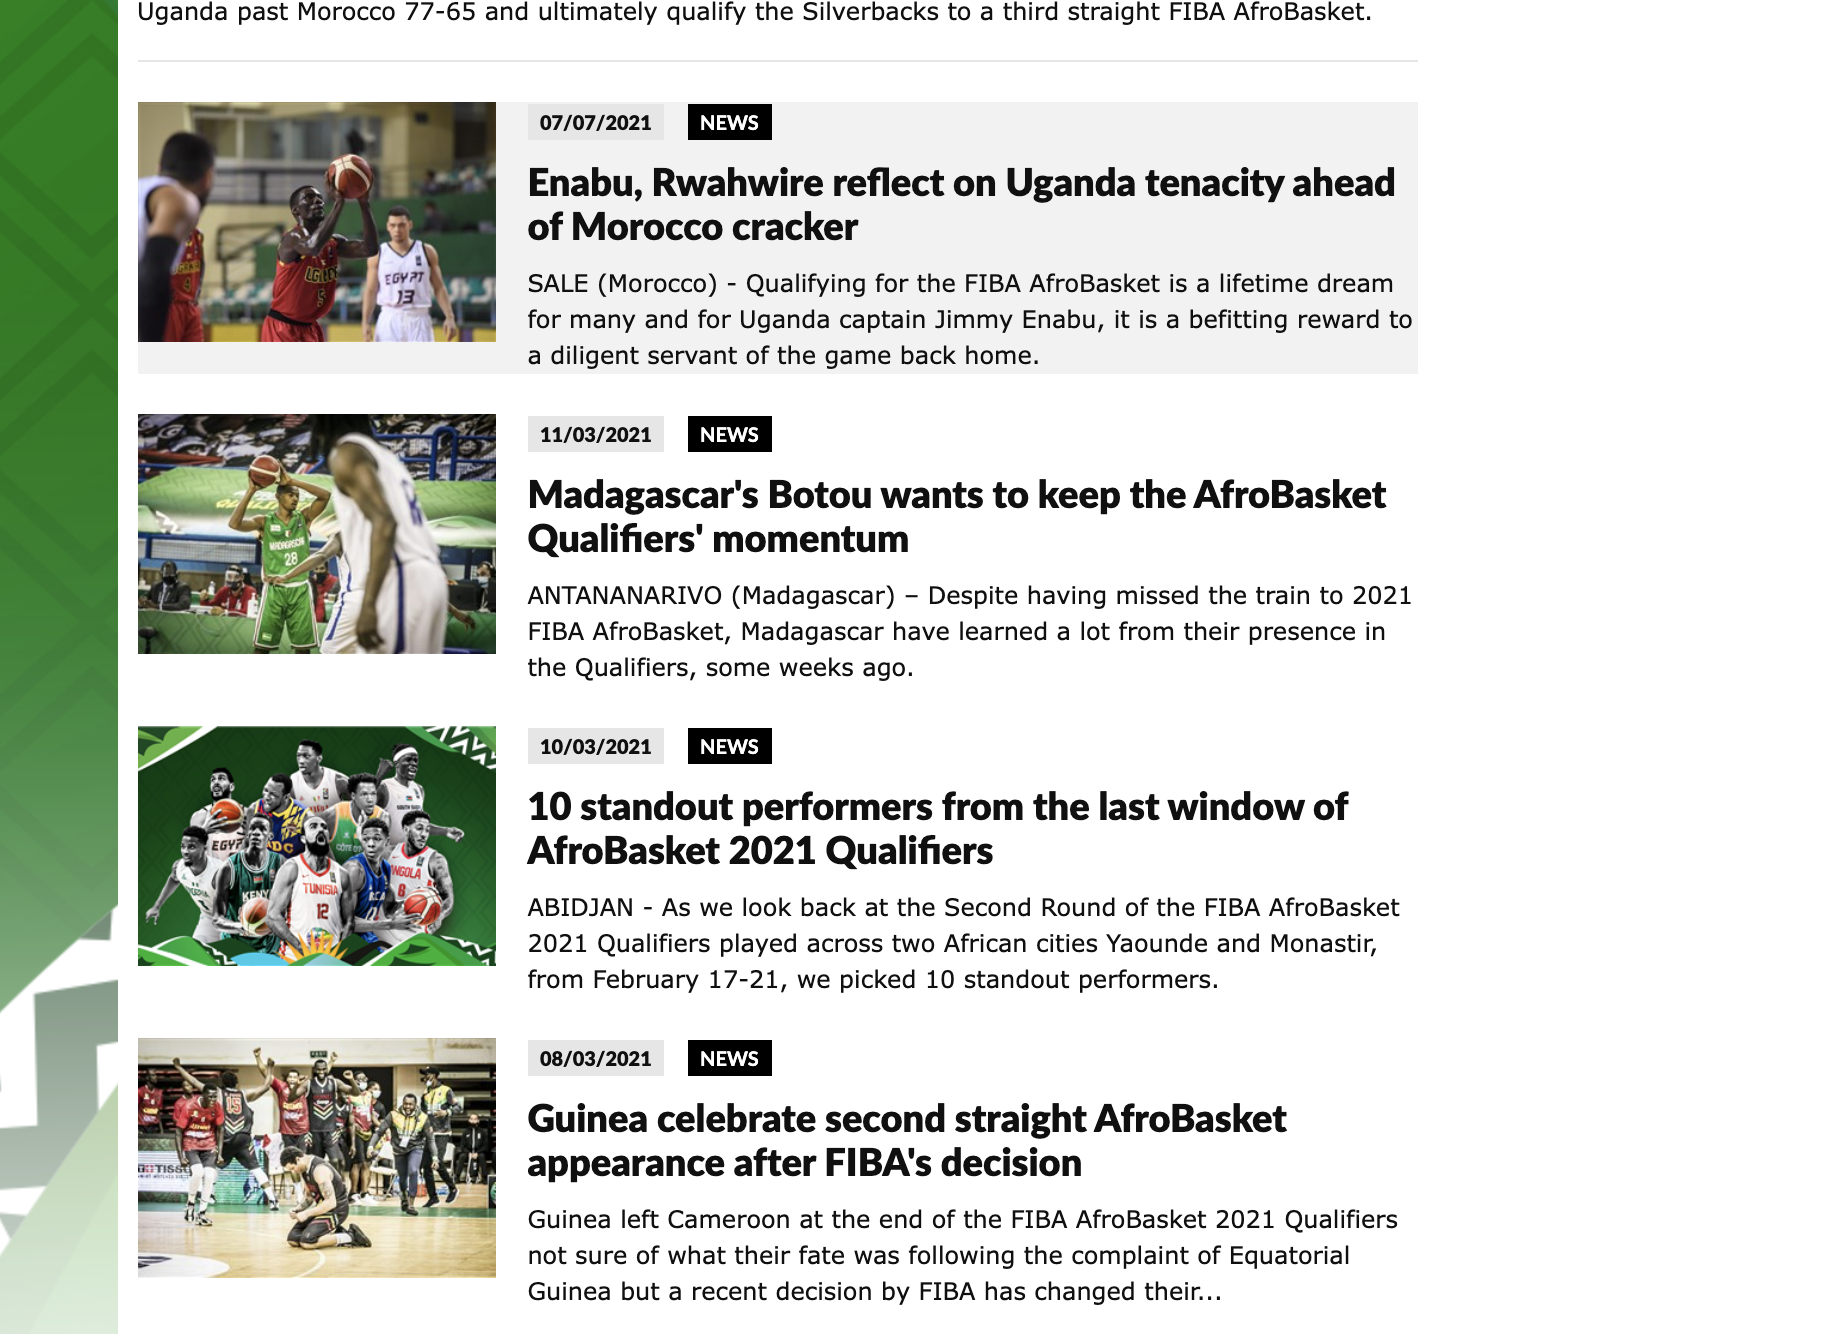 Uganda past Morocco 77-65 and ultimately qualify the Silverbacks to a third straight FIBA AfroBasket.
07/07/2021 NEWS
Enabu, Rwahwire reflect on Uganda tenacity ahead
of Morocco cracker
SALE (Morocco) - Qualifying for the FIBA AfroBasket is a lifetime dream
for many and for Uganda captain Jimmy Enabu, it is a befitting reward to
a diligent servant of the game back home.
EGYPT
13
5
11/03/2021 NEWS
Madagascar's Botou wants to keep the AfroBasket
Qualifiers' momentum
ANTANANARIVO (Madagascar) – Despite having missed the train to 2021
FIBA AfroBasket, Madagascar have learned a lot from their presence in
the Qualifiers, some weeks ago.
MADAGASCAR
28
10/03/2021 NEWS
10 standout performers from the last window of
AfroBasket 2021 Qualifiers
ABIDJAN - As we look back at the Second Round of the FIBA AfroBasket
2021 Qualifiers played across two African cities Yaounde and Monastir,
from February 17-21, we picked 10 standout performers.
TUNISIA
12
08/03/2021 NEWS
Guinea celebrate second straight AfroBasket
appearance after FIBA's decision
Guinea left Cameroon at the end of the FIBA AfroBasket 2021 Qualifiers
not sure of what their fate was following the complaint of Equatorial
Guinea but a recent decision by FIBA has changed their...
15